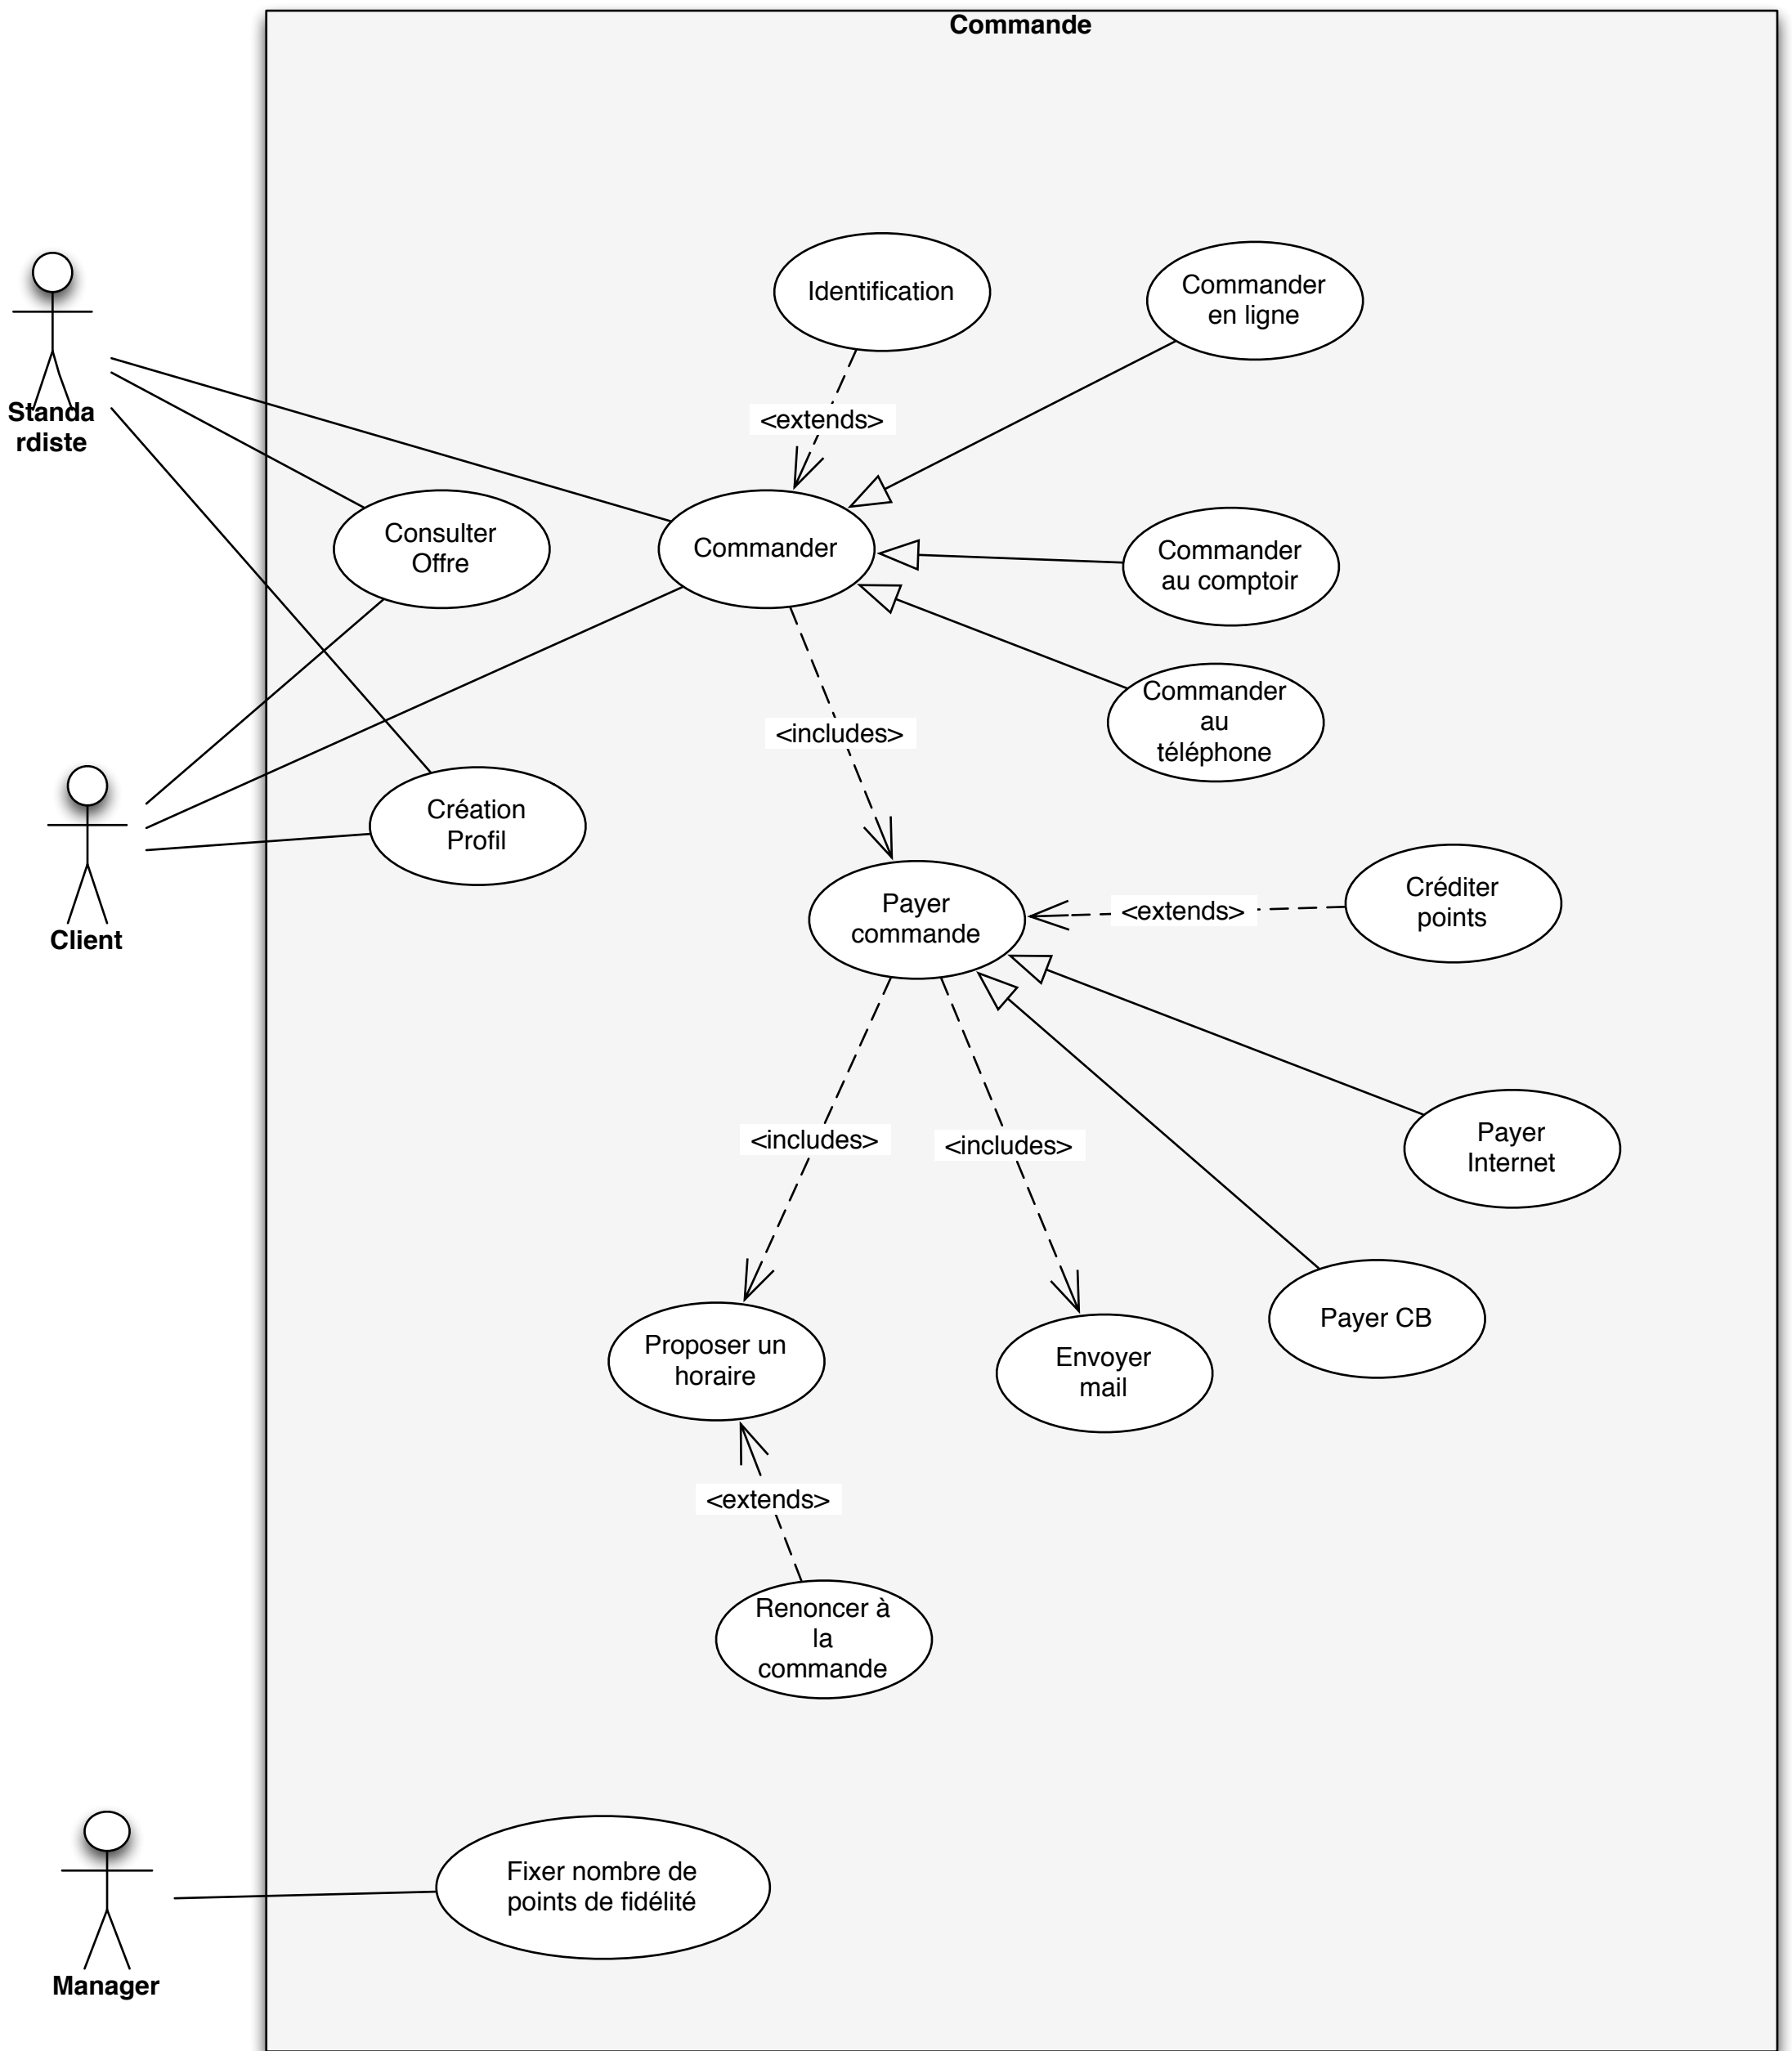 Commande
Identification
Commander
en ligne
Standa
rdiste
<extends>
Consulter
Offre
Commander
Commander
au comptoir
Commander
au
téléphone
<includes>
Création
Profil
Client
Payer
commande
<extends>
Créditer
points
<includes>
<includes>
Payer
Internet
Payer CB
Proposer un
horaire
Envoyer
mail
<extends>
Renoncer à
la
commande
Fixer nombre de
points de fidélité
Manager